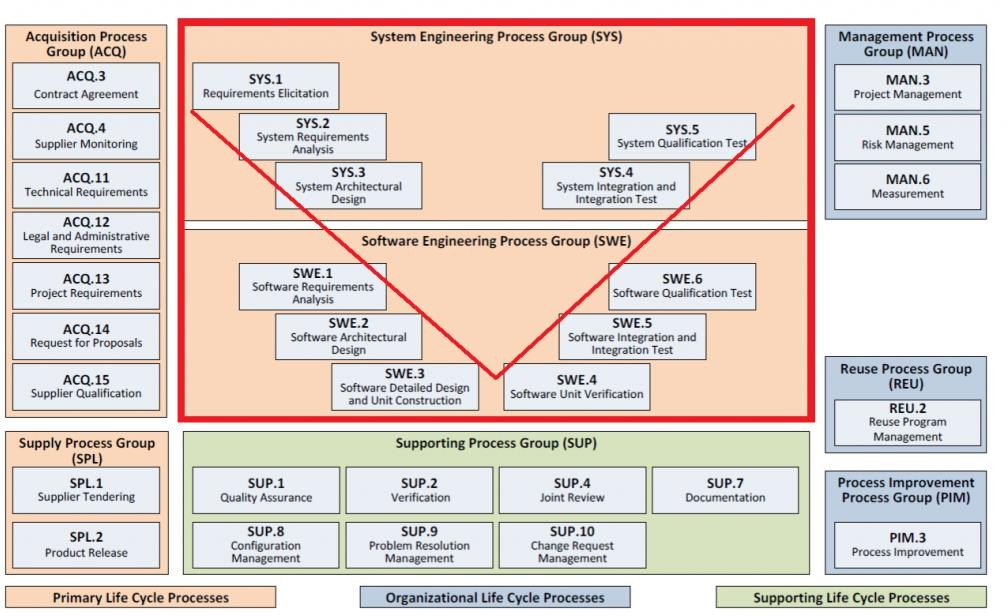 Acquisition Process
Group (ACQ)
ACQ.3
Contract Agreement
ACQ.4
Supplier Monitoring
ACQ.11
Technical Requirements
ACQ.12
Legal and Administrative
Requirements
ACQ.13
Project Requirements
ACQ.14
Request for Proposals
ACQ.15
Supplier Qualification
System Engineering Process Group (SYS)
SYS.1
Requirements Elicitation
SYS.2
System Requirements
Analysis
SYS.3
System Architectural
Design
SYS.5
System Qualification Test
SYS.4
System Integration and
Integration Test
Software Engineering Process Group (SWE)
SWE.1
Software Requirements
Analysis
SWE.2
Software Architectural
Design
SWE.3
Software Detailed Design
and Unit Construction
SWE.6
Software Qualification Test
SWE.5
Software Integration and
Integration Test
SWE.4
Software Unit Verification
Management Process
Group (MAN)
MAN.3
Project Management
MAN.5
Risk Management
MAN.6
Measurement
Reuse Process Group
(REU)
REU.2
Reuse Program
Management
Supply Process Group
(SPL)
SPL.1
Supplier Tendering
SPL.2
Product Release
Supporting Process Group (SUP)
SUP.1
Quality Assurance
SUP.2
Verification
SUP.4
Joint Review
SUP.7
Documentation
SUP.8
Configuration
Management
SUP.9
Problem Resolution
Management
SUP.10
Change Request
Management
Process Improvement
Process Group (PIM)
PIM.3
Process Improvement
Primary Life Cycle Processes
Organizational Life Cycle Processes
Supporting Life Cycle Processes